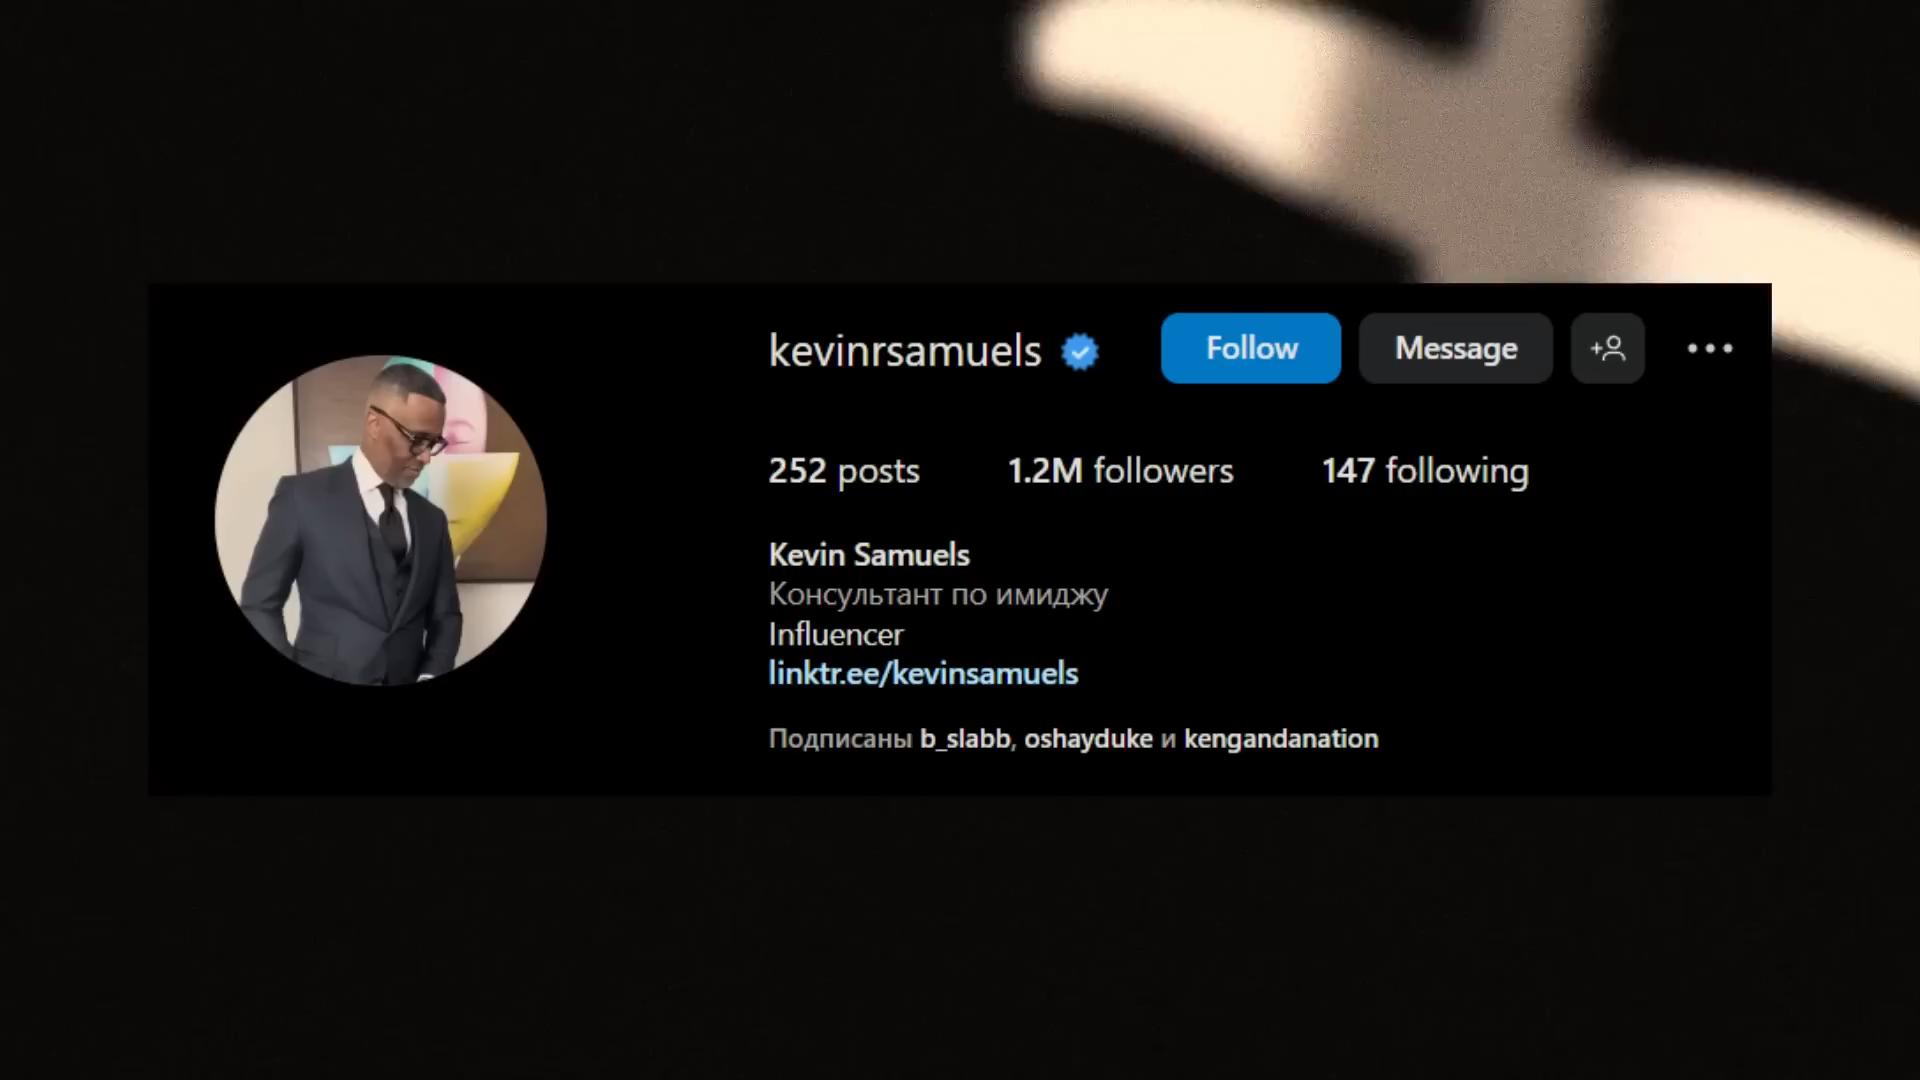 kevinrsamuels Follow Message
252 posts 1.2M followers 147 following
Kevin Samuels
Консультант по имиджу
Influencer
linktr.ee/kevinsamuels
Подписаны b_slabb, oshayduke и kengandanation